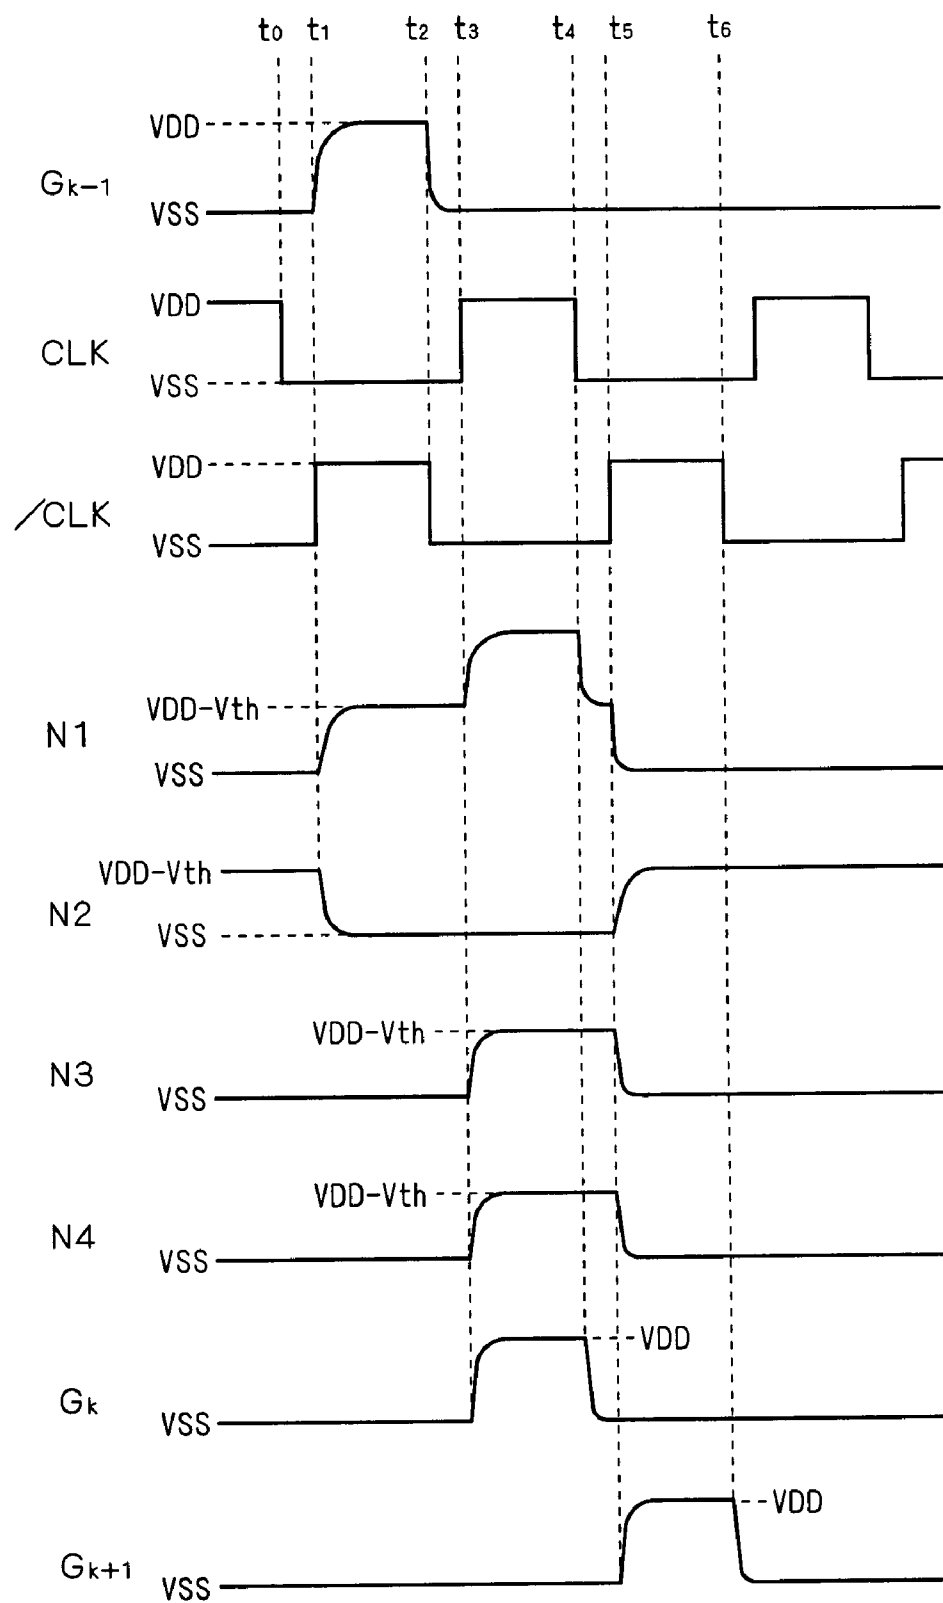 t0 t1 t2 t3 t4 t5 t6
VDD
Gk-1
VSS
VDD
CLK
VSS
VDD
/CLK
VSS
VDD-Vth
N1
VSS
VDD-Vth
N2
VSS
VDD-Vth
N3
VSS
VDD-Vth
N4
VSS
VDD
Gk
VSS
VDD
Gk+1
VSS